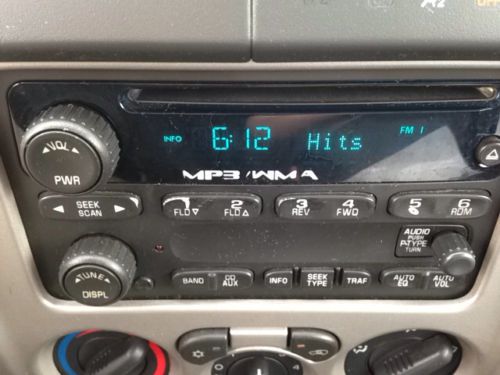 OFF
INFO 6:12 Hits FM 1
MP3/WMA
VOL
PWR
SEEK
SCAN
1 2 3 4 5 6
FLD ▽ FLD △ REV FWD RDM
TUNE
DISPL
AUDIO
PUSH
P-TYPE
TURN
BAND CD AUX INFO SEEK TYPE TRAF AUTO EQ AUTO VOL